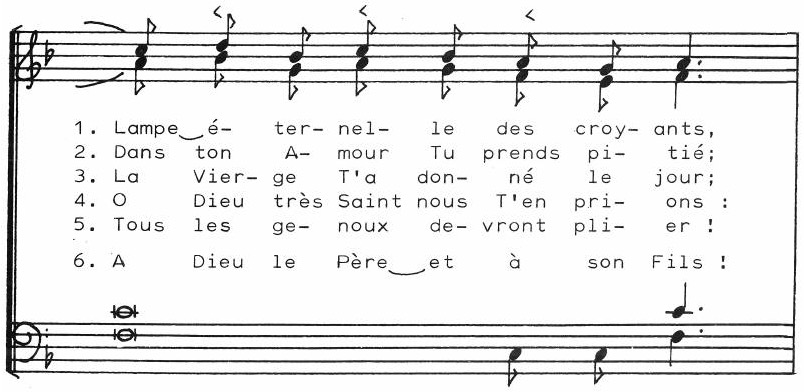 1. Lampe‿é- ter- nel- le des croy- ants,
2. Dans ton A- mour Tu prends pi- tié;
3. La Vier- ge T'a don- né le jour;
4. O Dieu très Saint nous T'en pri- ons :
5. Tous les ge- noux de- vront pli- er !
6. A Dieu le Père‿et à son Fils !